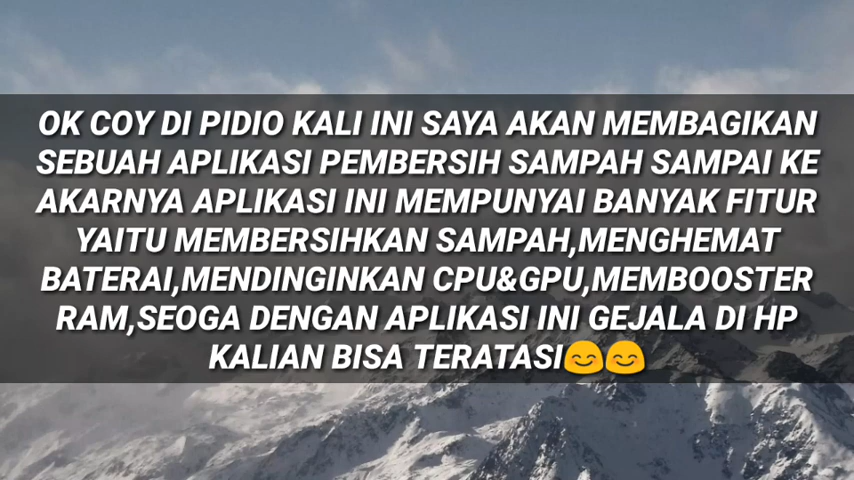 OK COY DI PIDIO KALI INI SAYA AKAN MEMBAGIKAN
SEBUAH APLIKASI PEMBERSIH SAMPAH SAMPAI KE
AKARNYA APLIKASI INI MEMPUNYAI BANYAK FITUR
YAITU MEMBERSIHKAN SAMPAH,MENGHEMAT
BATERAI,MENDINGINKAN CPU&GPU,MEMBOOSTER
RAM,SEOGA DENGAN APLIKASI INI GEJALA DI HP
KALIAN BISA TERATASI😊😊